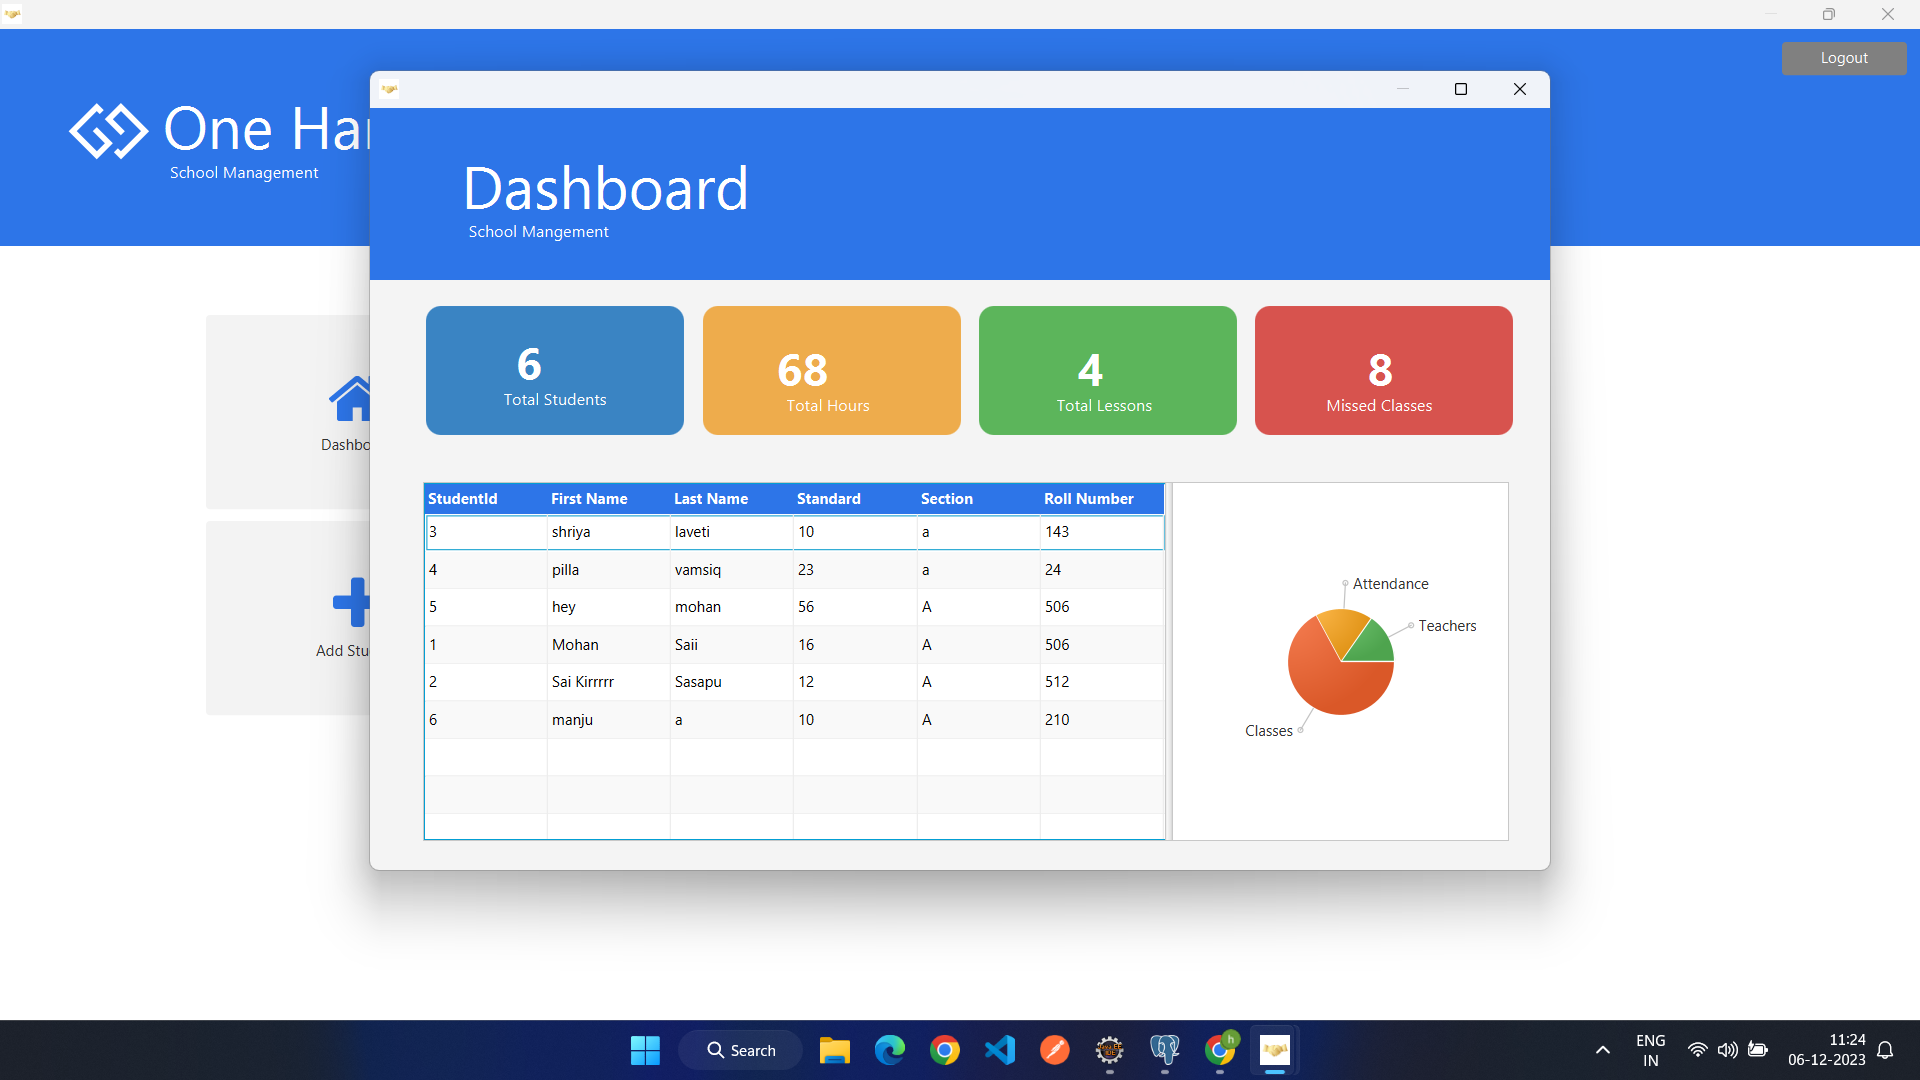 Logout
One Ha
School Management
Dashboard
School Mangement
6
Total Students
68
Total Hours
4
Total Lessons
8
Missed Classes
Dashbo
Add Stu
StudentId First Name Last Name Standard Section Roll Number
3 shriya laveti 10 a 143
4 pilla vamsiq 23 a 24
5 hey mohan 56 A 506
1 Mohan Saii 16 A 506
2 Sai Kirrrrr Sasapu 12 A 512
6 manju a 10 A 210
Attendance
Teachers
Classes
Search
h
ENG
IN
11:24
06-12-2023